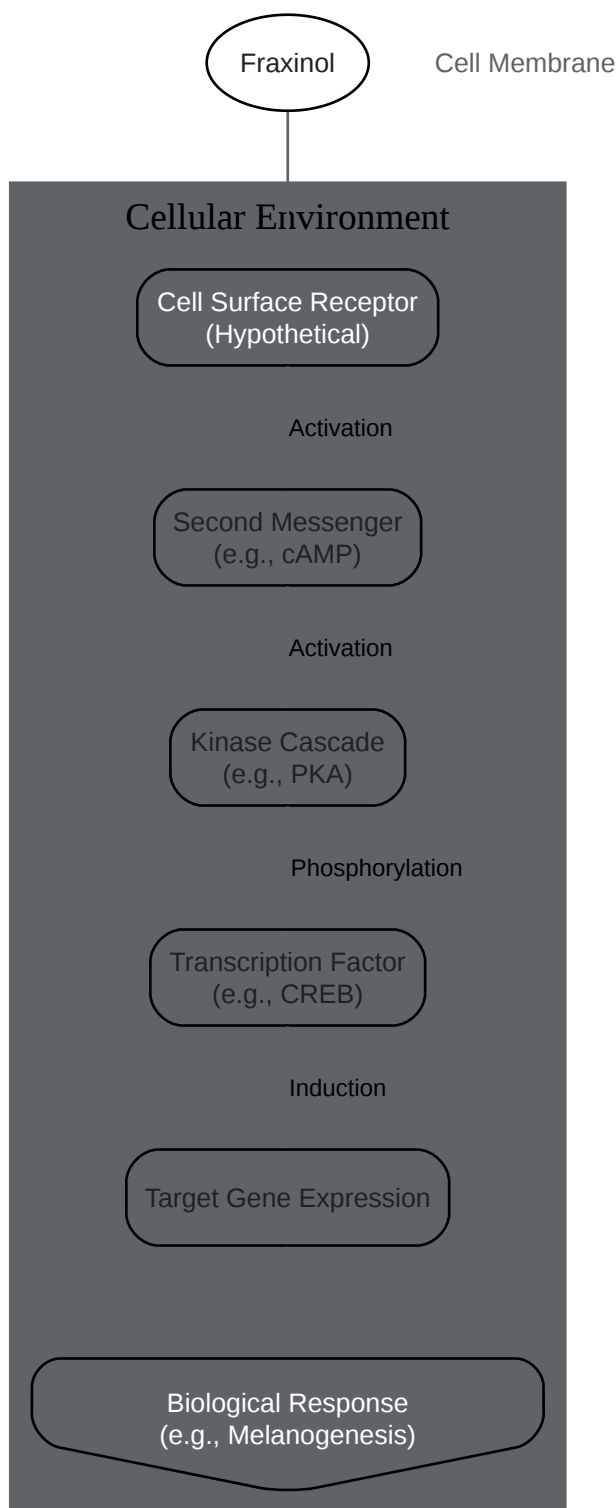 Fraxinol
Cell Membrane
Cellular Environment
Cell Surface Receptor
(Hypothetical)
Activation
Second Messenger
(e.g., cAMP)
Activation
Kinase Cascade
(e.g., PKA)
Phosphorylation
Transcription Factor
(e.g., CREB)
Induction
Target Gene Expression
Biological Response
(e.g., Melanogenesis)